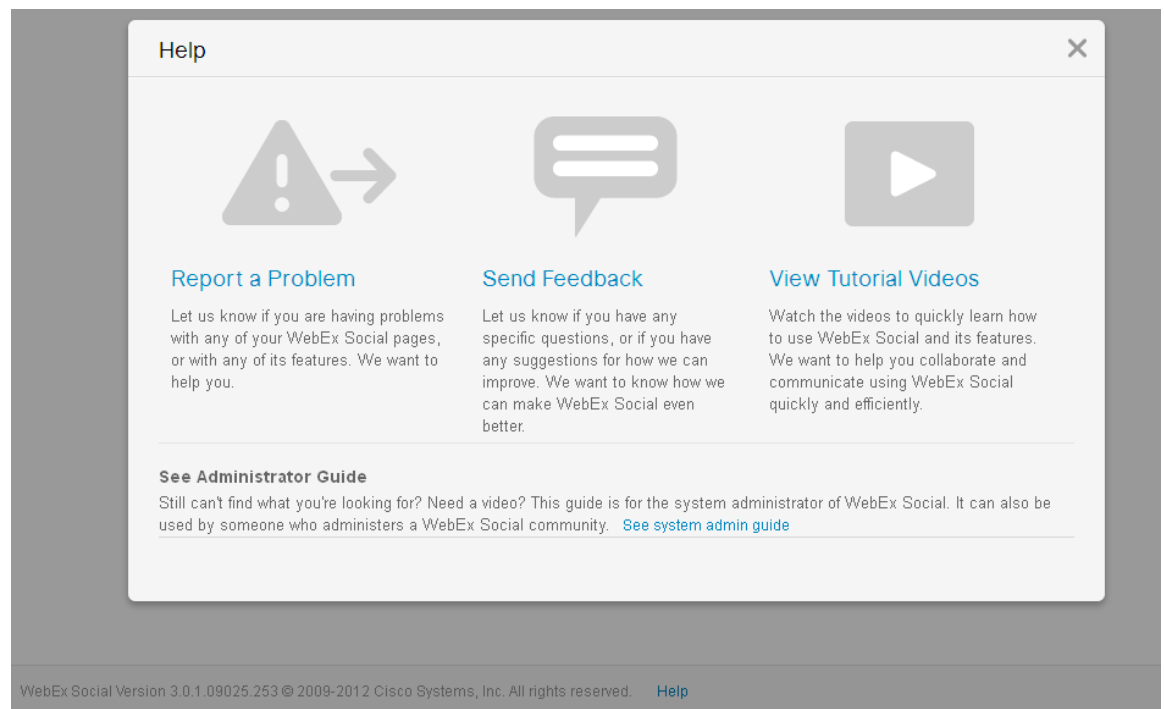 Help
Report a Problem
Let us know if you are having problems
with any of your WebEx Social pages,
or with any of its features. We want to
help you.
Send Feedback
Let us know if you have any
specific questions, or if you have
any suggestions for how we can
improve. We want to know how we
can make WebEx Social even
better.
View Tutorial Videos
Watch the videos to quickly learn how
to use WebEx Social and its features.
We want to help you collaborate and
communicate using WebEx Social
quickly and efficiently.
See Administrator Guide
Still can't find what you're looking for? Need a video? This guide is for the system administrator of WebEx Social. It can also be
used by someone who administers a WebEx Social community. See system admin guide
WebEx Social Version 3.0.1.09025.253 © 2009-2012 Cisco Systems, Inc. All rights reserved. Help